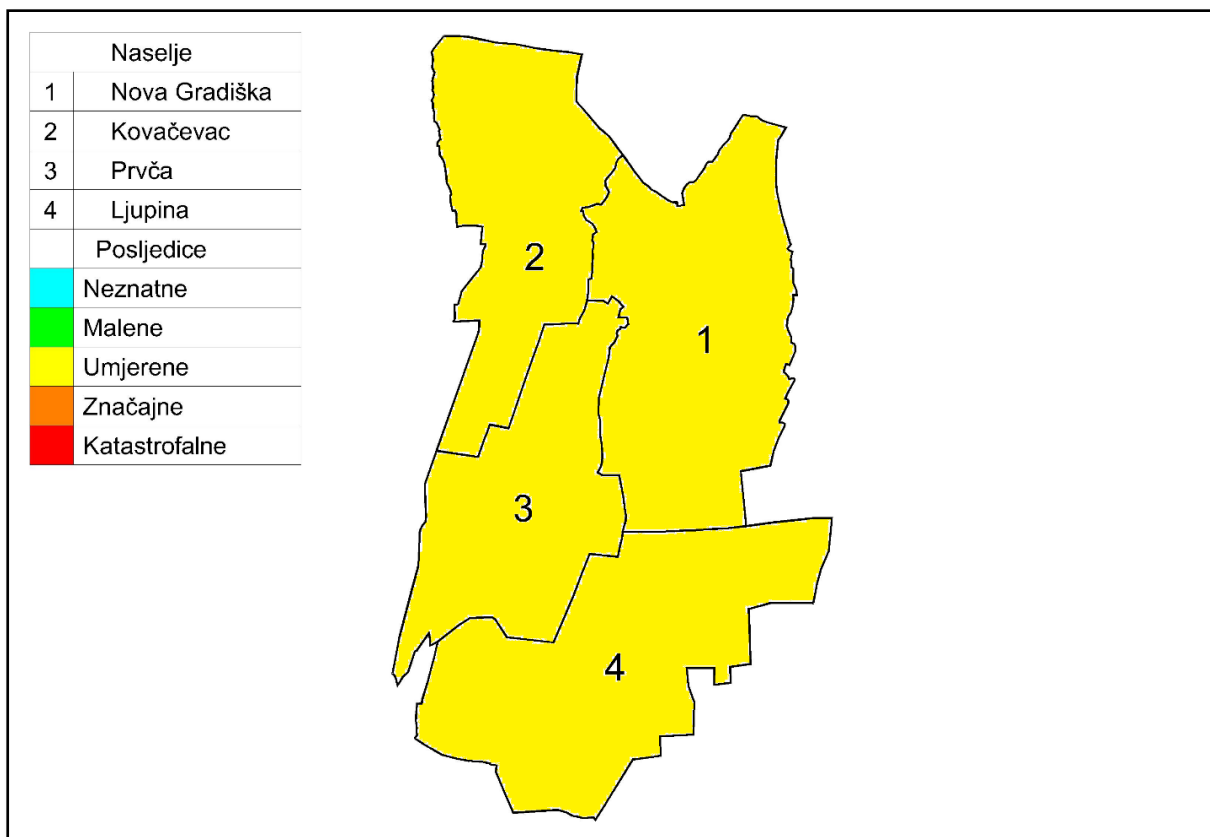 Naselje
1 Nova Gradiška
2 Kovačevac
3 Prvča
4 Ljupina
Posljedice
Neznatne
Malene
Umjerene
Značajne
Katastrofalne
2
1
3
4